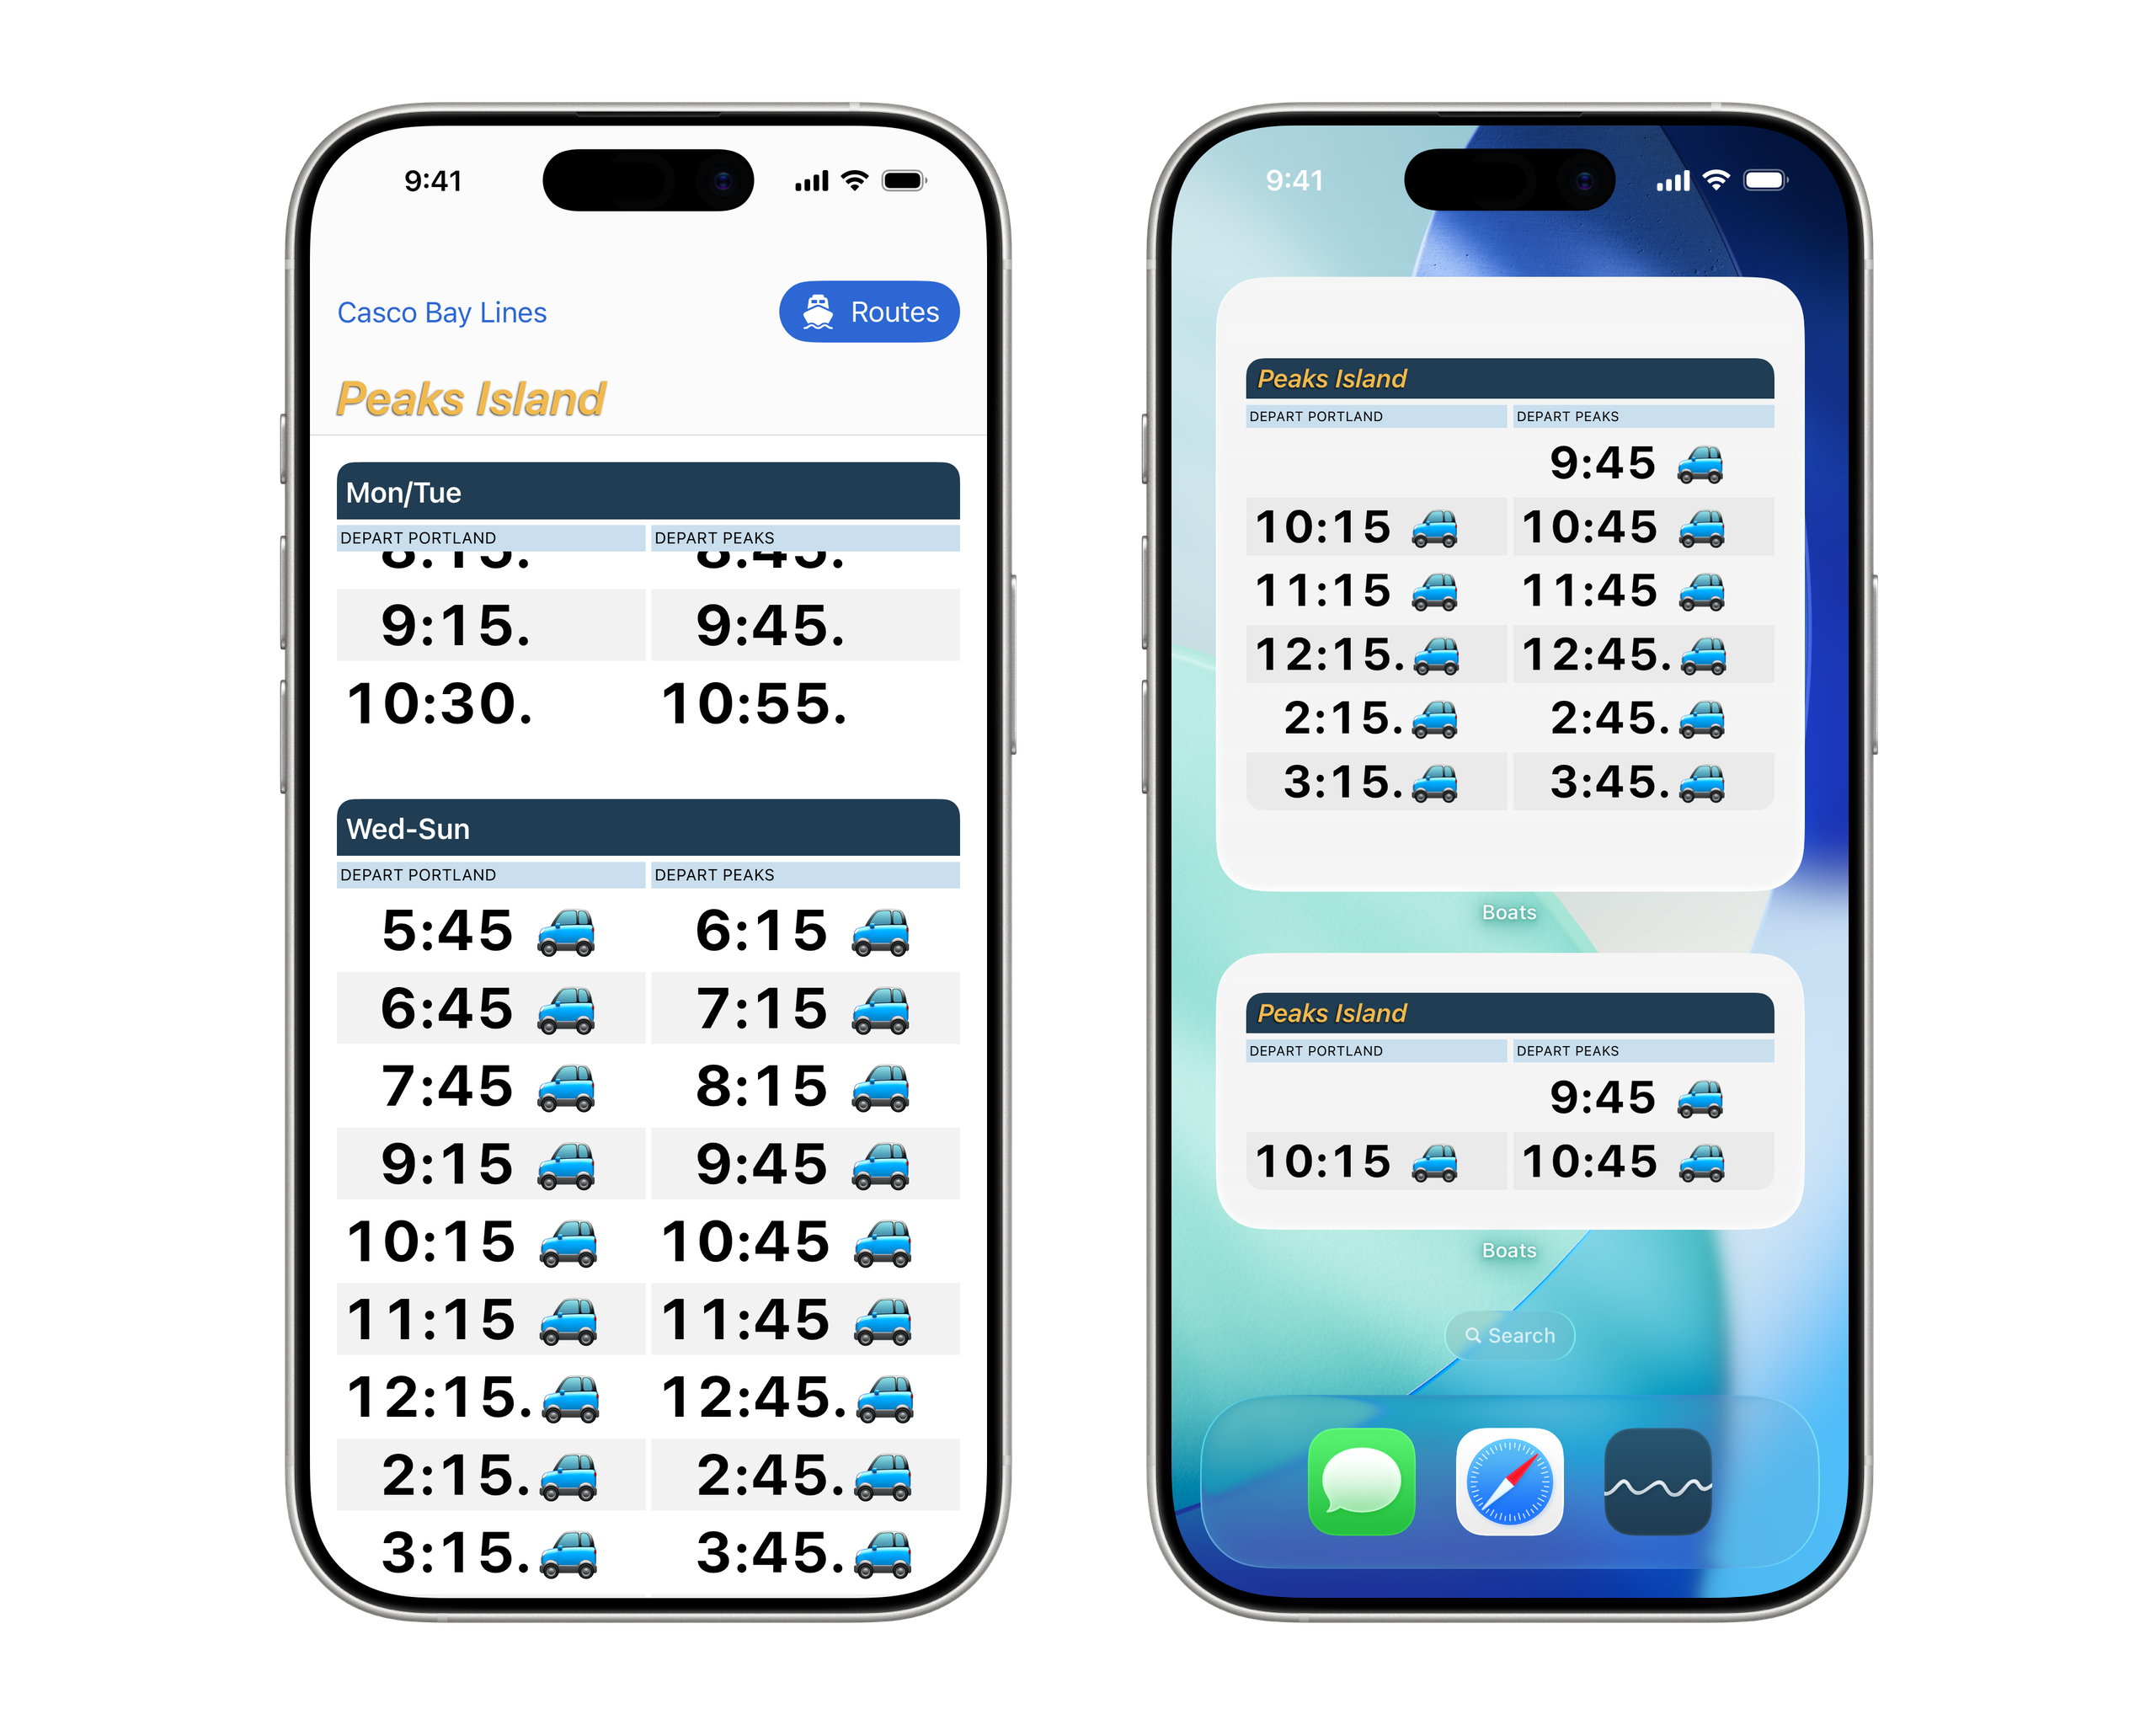 9:41
Casco Bay Lines
Routes
Peaks Island
Mon/Tue
DEPART PORTLAND DEPART PEAKS
8:15. 8:45.
9:15. 9:45.
10:30. 10:55.
Wed-Sun
DEPART PORTLAND DEPART PEAKS
5:45 🚙 6:15 🚙
6:45 🚙 7:15 🚙
7:45 🚙 8:15 🚙
9:15 🚙 9:45 🚙
10:15 🚙 10:45 🚙
11:15 🚙 11:45 🚙
12:15.🚙 12:45.🚙
2:15.🚙 2:45.🚙
3:15.🚙 3:45.🚙
9:41
Peaks Island
DEPART PORTLAND DEPART PEAKS
9:45 🚙
10:15 🚙 10:45 🚙
11:15 🚙 11:45 🚙
12:15.🚙 12:45.🚙
2:15.🚙 2:45.🚙
3:15.🚙 3:45.🚙
Boats
Peaks Island
DEPART PORTLAND DEPART PEAKS
9:45 🚙
10:15 🚙 10:45 🚙
Boats
Search